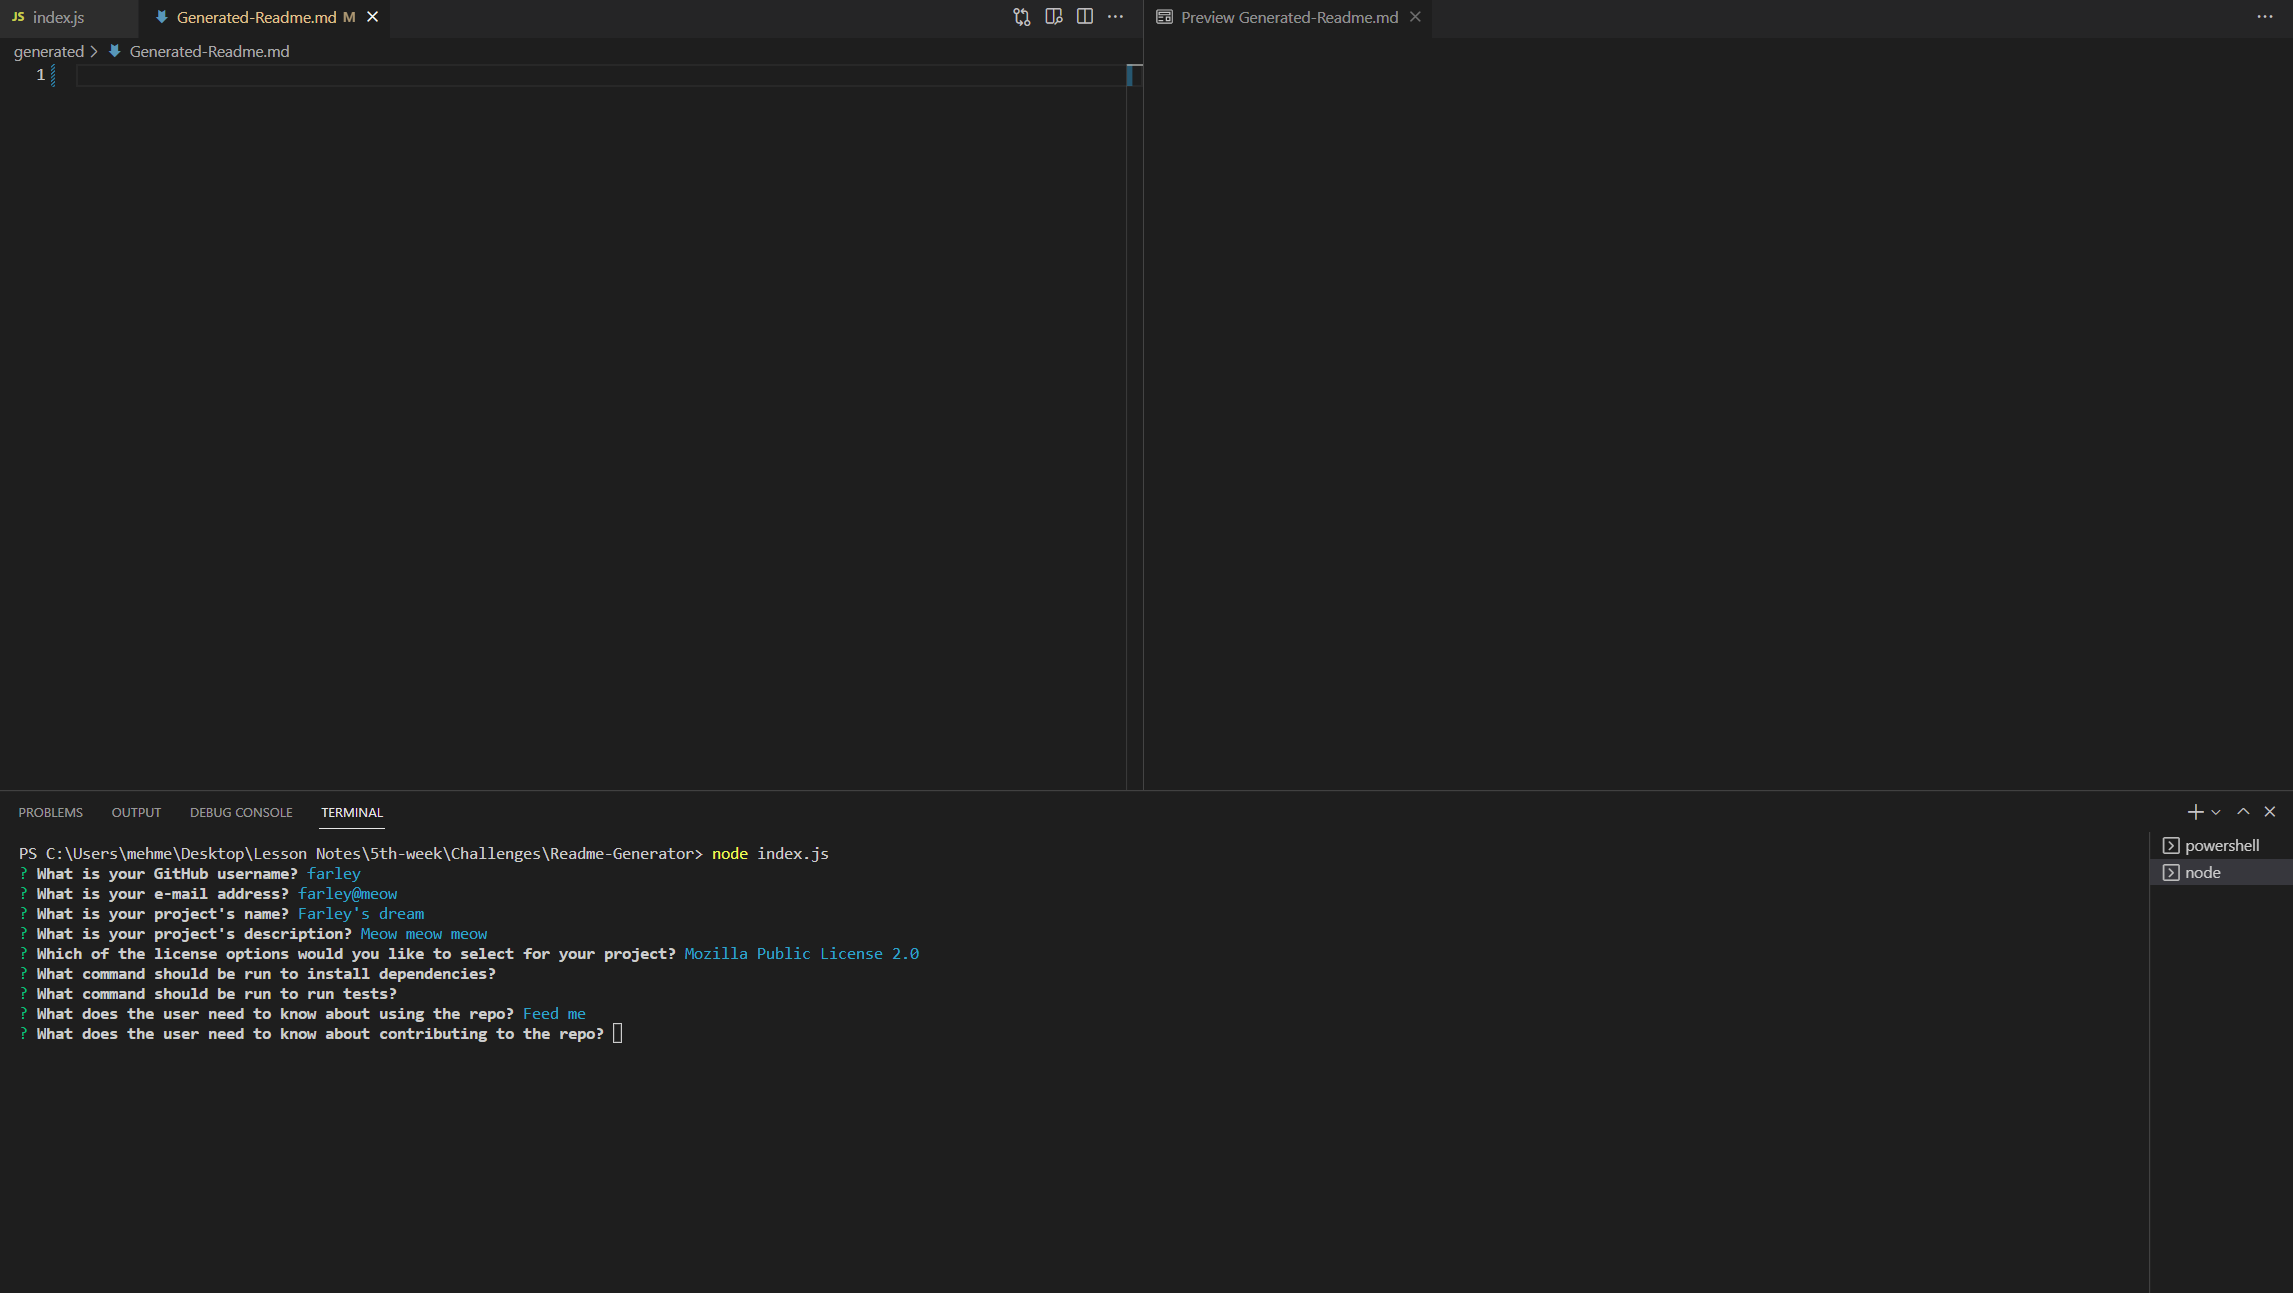 JS index.js
Generated-Readme.md M
Preview Generated-Readme.md
generated > Generated-Readme.md
1
PROBLEMS OUTPUT DEBUG CONSOLE TERMINAL
PS C:\Users\mehme\Desktop\Lesson Notes\5th-week\Challenges\Readme-Generator> node index.js
? What is your GitHub username? farley
? What is your e-mail address? farley@meow
? What is your project's name? Farley's dream
? What is your project's description? Meow meow meow
? Which of the license options would you like to select for your project? Mozilla Public License 2.0
? What command should be run to install dependencies?
? What command should be run to run tests?
? What does the user need to know about using the repo? Feed me
? What does the user need to know about contributing to the repo?
powershell
node